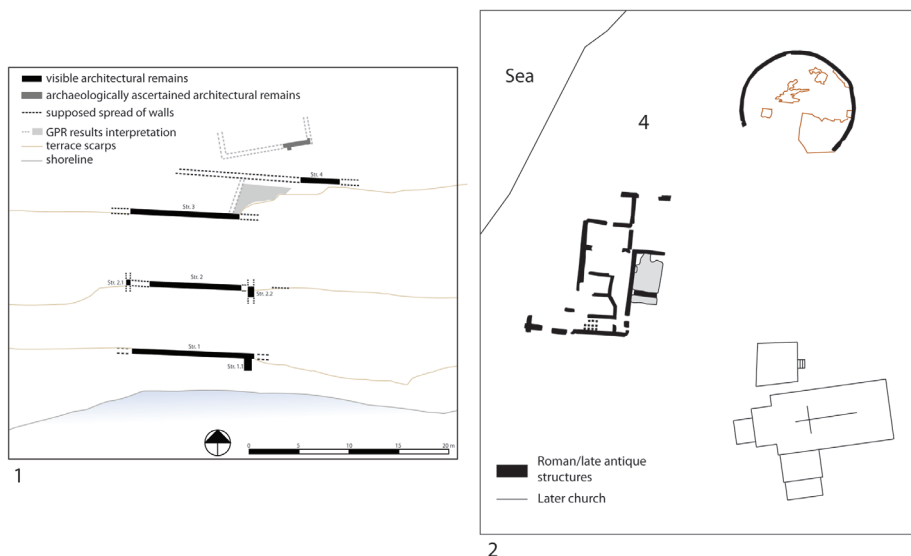 visible architectural remains
archaeologically ascertained architectural remains
supposed spread of walls
GPR results interpretation
terrace scarps
shoreline
Str. 4
Str. 3
Str. 2.1
Str. 2
Str. 2.2
Str. 1
Str. 1.1
0
5
10
15
20 m
1
Sea
4
Roman/late antique
structures
Later church
2